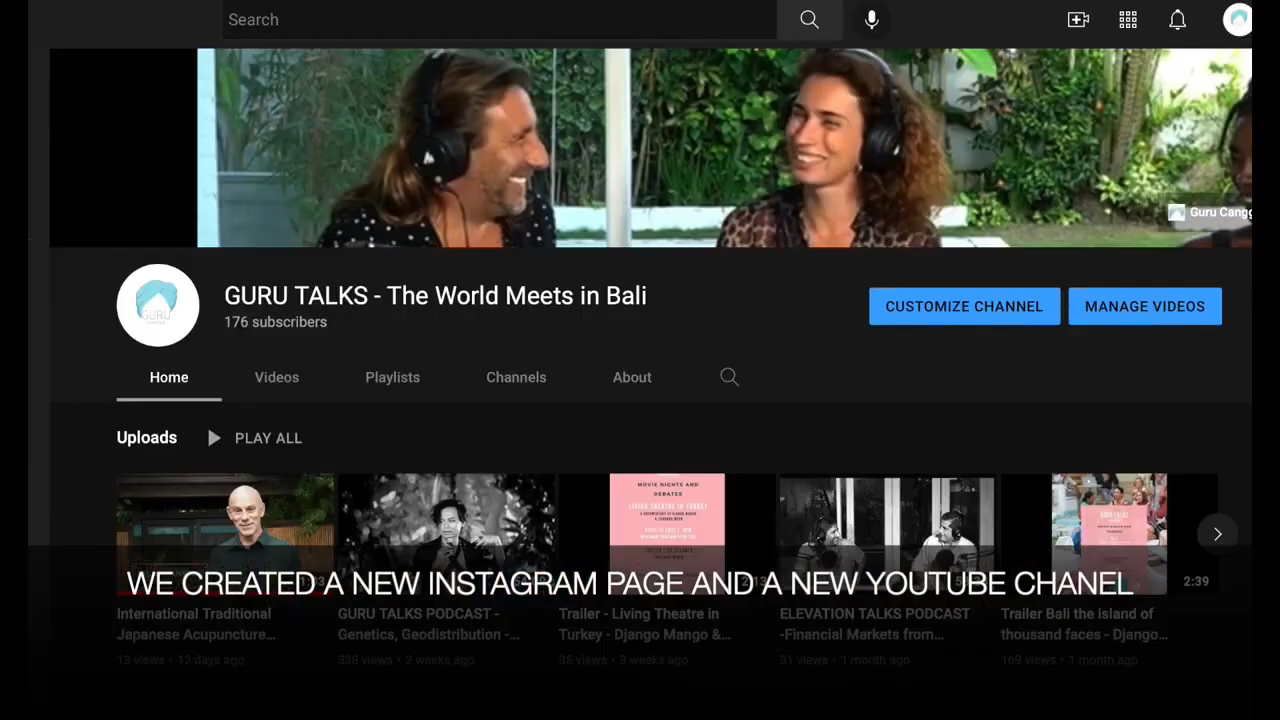 Search
Guru Cangg
GURU
GURU TALKS - The World Meets in Bali
176 subscribers
CUSTOMIZE CHANNEL
MANAGE VIDEOS
Home Videos Playlists Channels About
Uploads PLAY ALL
MOVIE NIGHTS AND
DEBATES
LIVING THEATRE IN TURKEY
2:39
WE CREATED A NEW INSTAGRAM PAGE AND A NEW YOUTUBE CHANEL
International Traditional
Japanese Acupuncture...
13 views • 12 days ago
GURU TALKS PODCAST -
Genetics, Geodistribution -...
338 views • 2 weeks ago
Trailer - Living Theatre in
Turkey - Django Mango &...
35 views • 3 weeks ago
ELEVATION TALKS PODCAST
-Financial Markets from...
31 views • 1 month ago
Trailer Bali the island of
thousand faces - Django...
169 views • 1 month ago